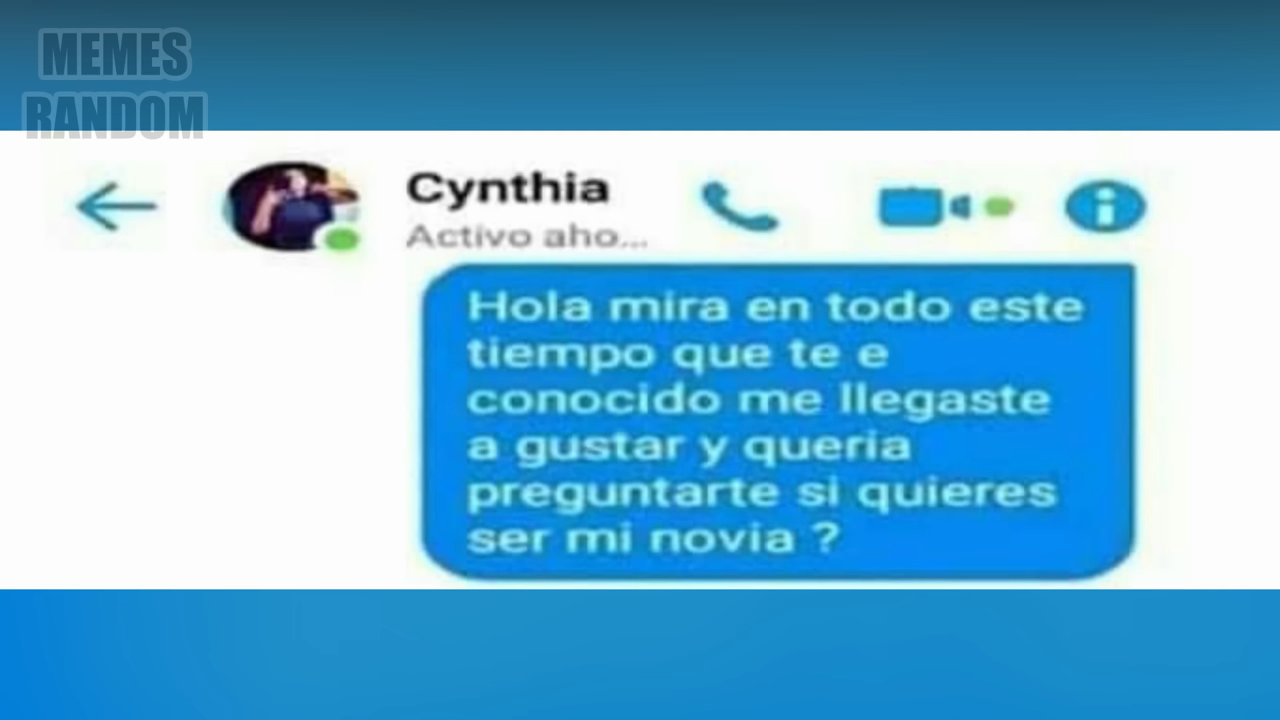 MEMES
RANDOM
Cynthia
Activo aho...
Hola mira en todo este
tiempo que te e
conocido me llegaste
a gustar y queria
preguntarte si quieres
ser mi novia ?